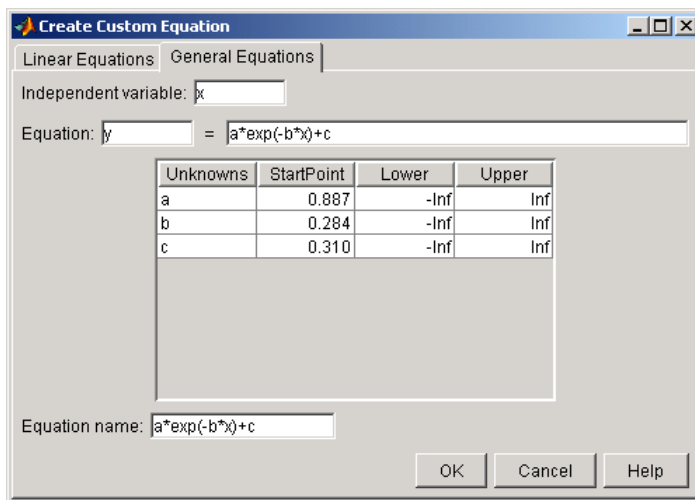 Create Custom Equation
Linear Equations General Equations
Independent variable: x
Equation: y = a*exp(-b*x)+c
Unknowns StartPoint Lower Upper
a 0.887 -Inf Inf
b 0.284 -Inf Inf
c 0.310 -Inf Inf
Equation name: a*exp(-b*x)+c
OK Cancel Help